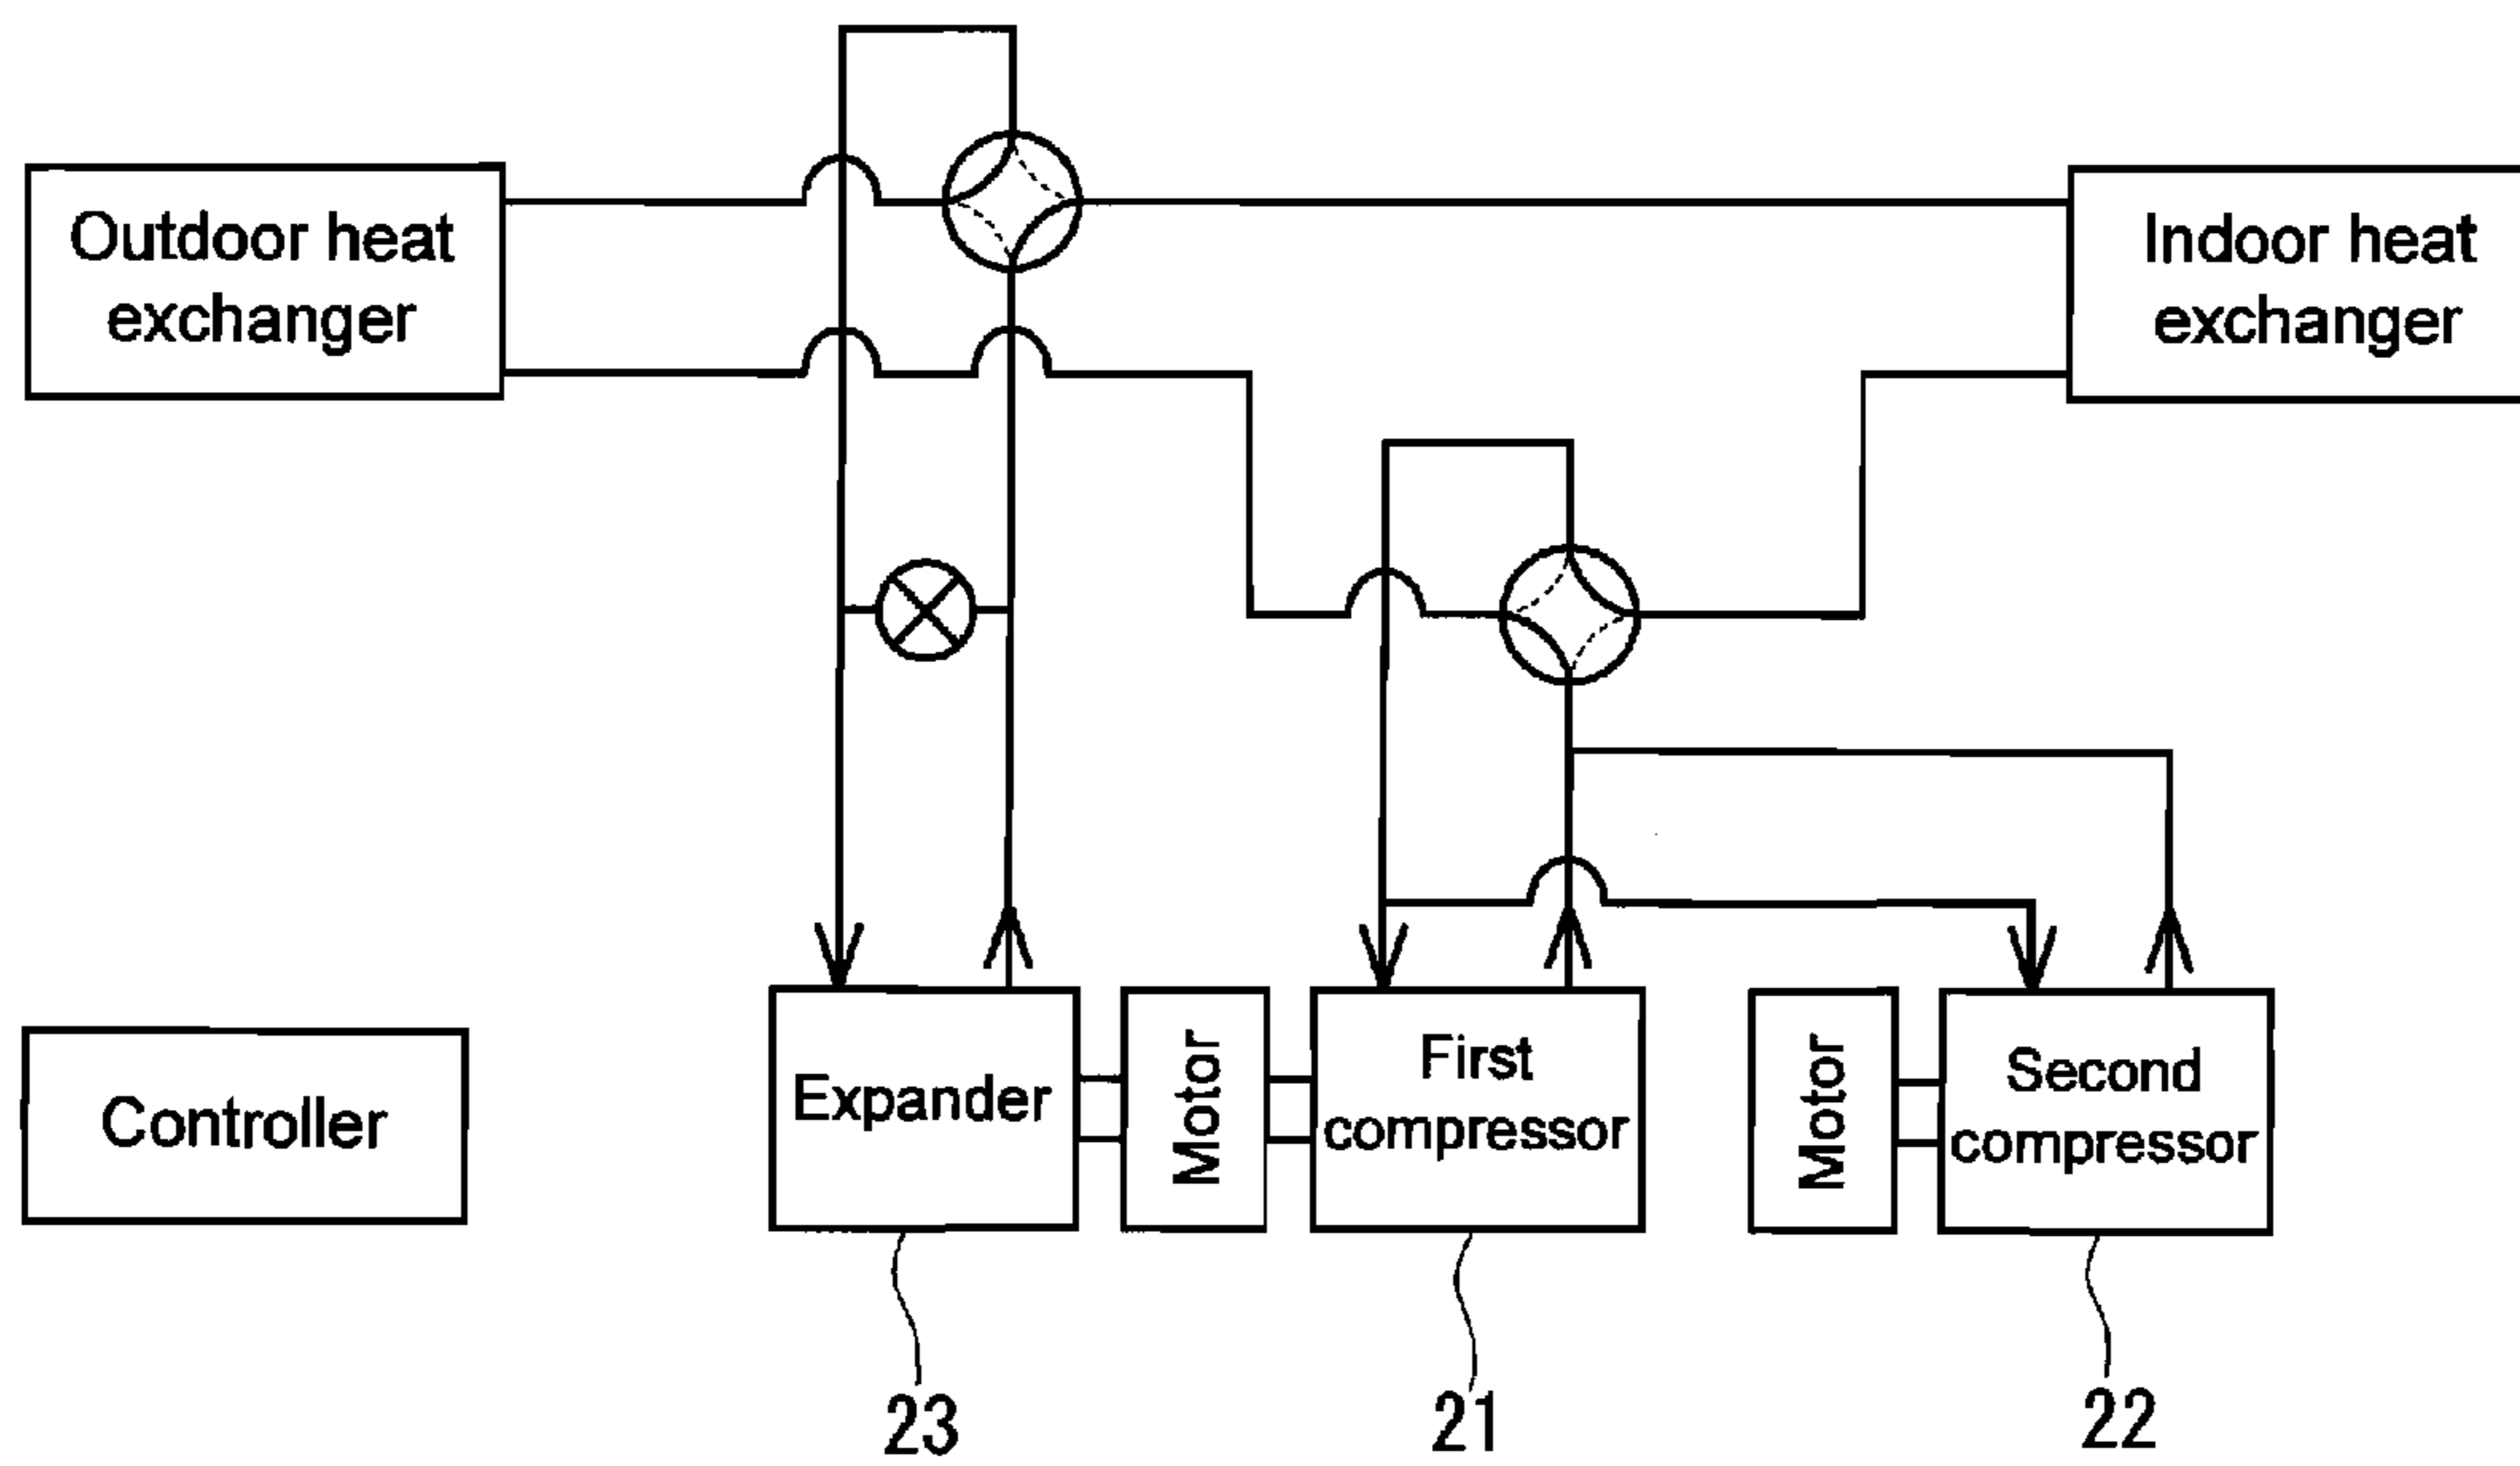 Outdoor heat
exchanger
Indoor heat
exchanger
Controller
Expander
Motor
First
compressor
Motor
Second
compressor
23
21
22